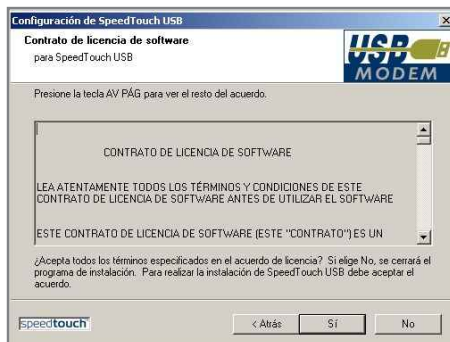 Configuración de SpeedTouch USB
Contrato de licencia de software
para SpeedTouch USB
USB
MODEM
Presione la tecla AV PÁG para ver el resto del acuerdo.
CONTRATO DE LICENCIA DE SOFTWARE
LEA ATENTAMENTE TODOS LOS TÉRMINOS Y CONDICIONES DE ESTE
CONTRATO DE LICENCIA DE SOFTWARE ANTES DE UTILIZAR EL SOFTWARE
ESTE CONTRATO DE LICENCIA DE SOFTWARE (ESTE "CONTRATO") ES UN
¿Acepta todos los términos especificados en el acuerdo de licencia? Si elige No, se cerrará el
programa de instalación. Para realizar la instalación de SpeedTouch USB debe aceptar el
acuerdo.
speedtouch
< Atrás
Sí
No